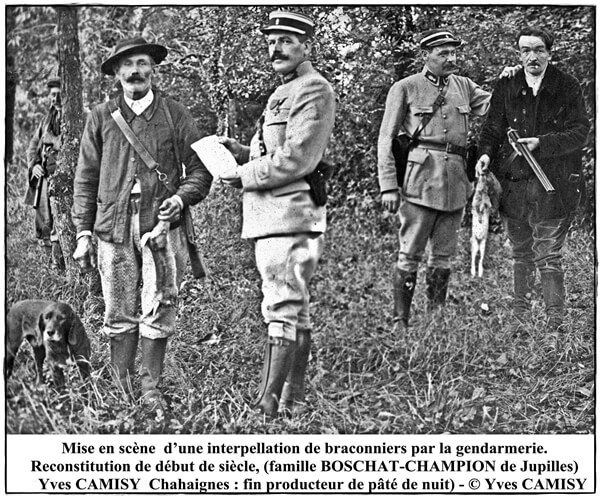 Mise en scène d'une interpellation de braconniers par la gendarmerie.
Reconstitution de début de siècle, (famille BOSCHAT-CHAMPION de Jupilles)
Yves CAMISY Chahaignes : fin producteur de pâté de nuit) - © Yves CAMISY